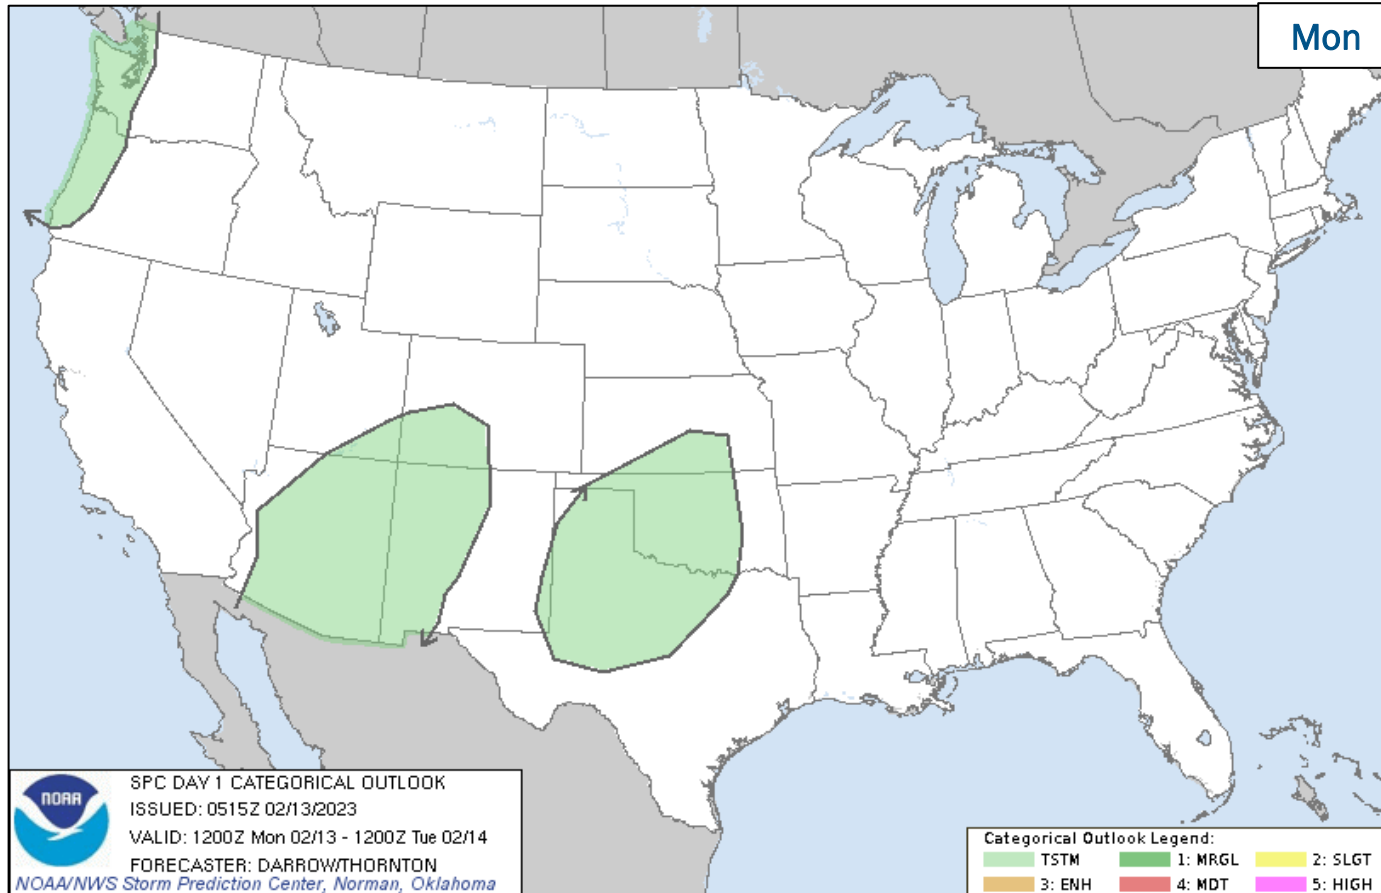 Mon
NOAA
SPC DAY 1 CATEGORICAL OUTLOOK
ISSUED: 0515Z 02/13/2023
VALID: 1200Z Mon 02/13 - 1200Z Tue 02/14
FORECASTER: DARROW/THORNTON
NOAA/NWS Storm Prediction Center, Norman, Oklahoma
Categorical Outlook Legend:
TSTM 1: MRGL 2: SLGT
3: ENH 4: MDT 5: HIGH